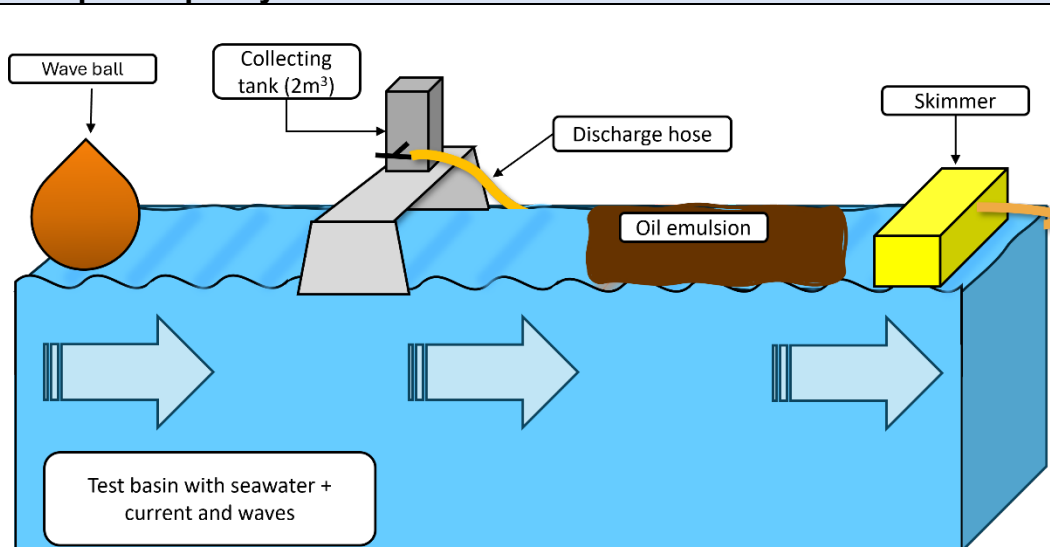 Wave ball
Collecting
tank (2m³)
Discharge hose
Skimmer
Oil emulsion
Test basin with seawater +
current and waves